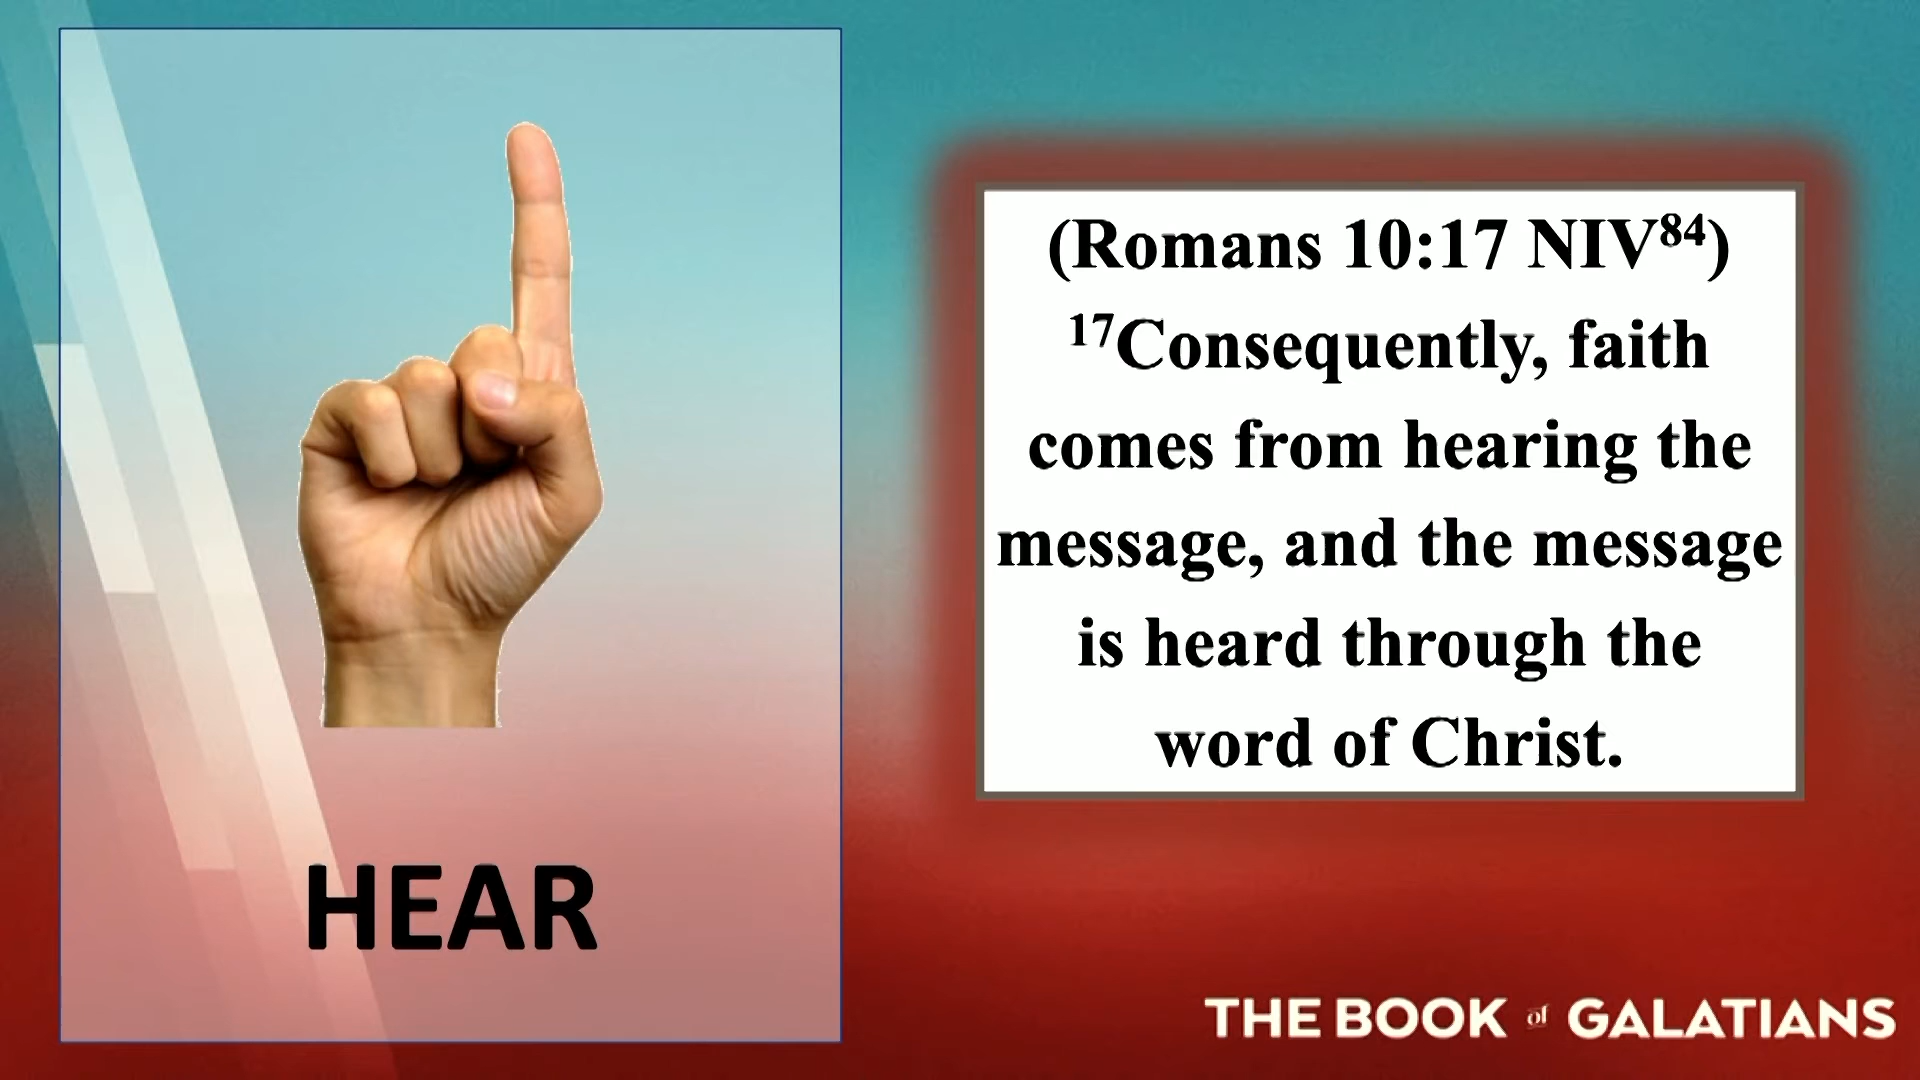 HEAR
(Romans 10:17 NIV⁸⁴)
¹⁷Consequently, faith
comes from hearing the
message, and the message
is heard through the
word of Christ.
THE BOOK of GALATIANS